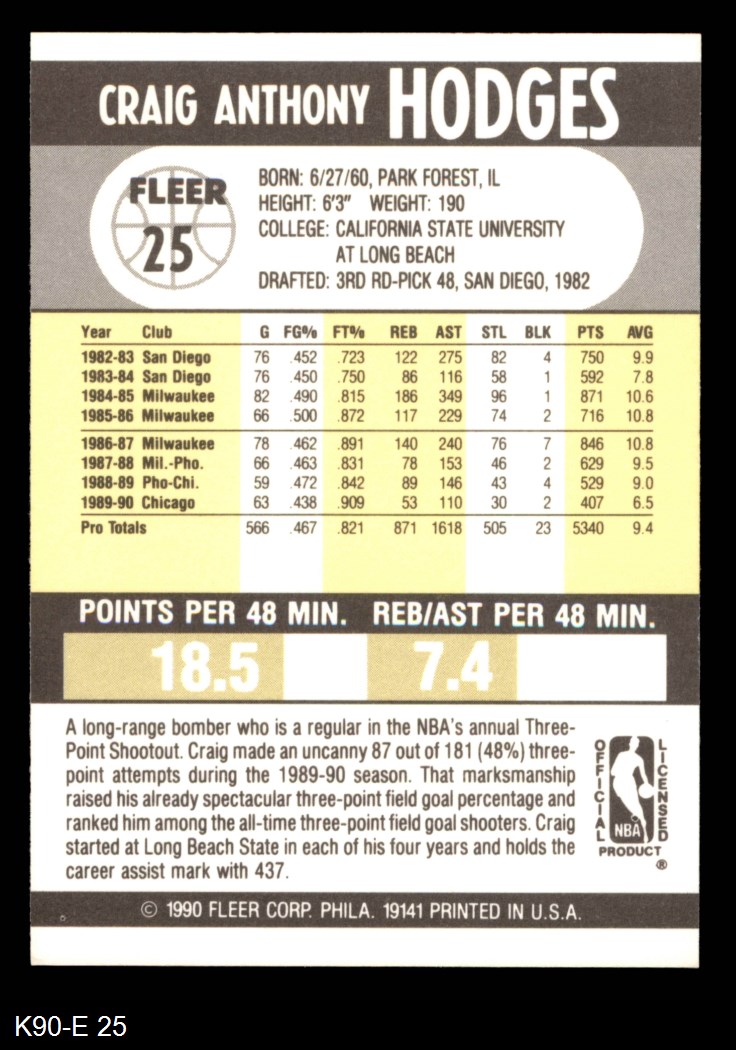 CRAIG ANTHONY HODGES
FLEER
25
BORN: 6/27/60, PARK FOREST, IL
HEIGHT: 6'3" WEIGHT: 190
COLLEGE: CALIFORNIA STATE UNIVERSITY
AT LONG BEACH
DRAFTED: 3RD RD-PICK 48, SAN DIEGO, 1982
Year Club G FG% FT% REB AST STL BLK PTS AVG
1982-83 San Diego 76 .452 .723 122 275 82 4 750 9.9
1983-84 San Diego 76 .450 .750 86 116 58 1 592 7.8
1984-85 Milwaukee 82 .490 .815 186 349 96 1 871 10.6
1985-86 Milwaukee 66 .500 .872 117 229 74 2 716 10.8
1986-87 Milwaukee 78 .462 .891 140 240 76 7 846 10.8
1987-88 Mil.-Pho. 66 .463 .831 78 153 46 2 629 9.5
1988-89 Pho-Chi. 59 .472 .842 89 146 43 4 529 9.0
1989-90 Chicago 63 .438 .909 53 110 30 2 407 6.5
Pro Totals 566 .467 .821 871 1618 505 23 5340 9.4
POINTS PER 48 MIN. REB/AST PER 48 MIN.
18.5 7.4
A long-range bomber who is a regular in the NBA's annual Three-
Point Shootout. Craig made an uncanny 87 out of 181 (48%) three-
point attempts during the 1989-90 season. That marksmanship
raised his already spectacular three-point field goal percentage and
ranked him among the all-time three-point field goal shooters. Craig
started at Long Beach State in each of his four years and holds the
career assist mark with 437.
OFFICIAL
LICENSED
NBA
PRODUCT
®
© 1990 FLEER CORP. PHILA. 19141 PRINTED IN U.S.A.
K90-E 25